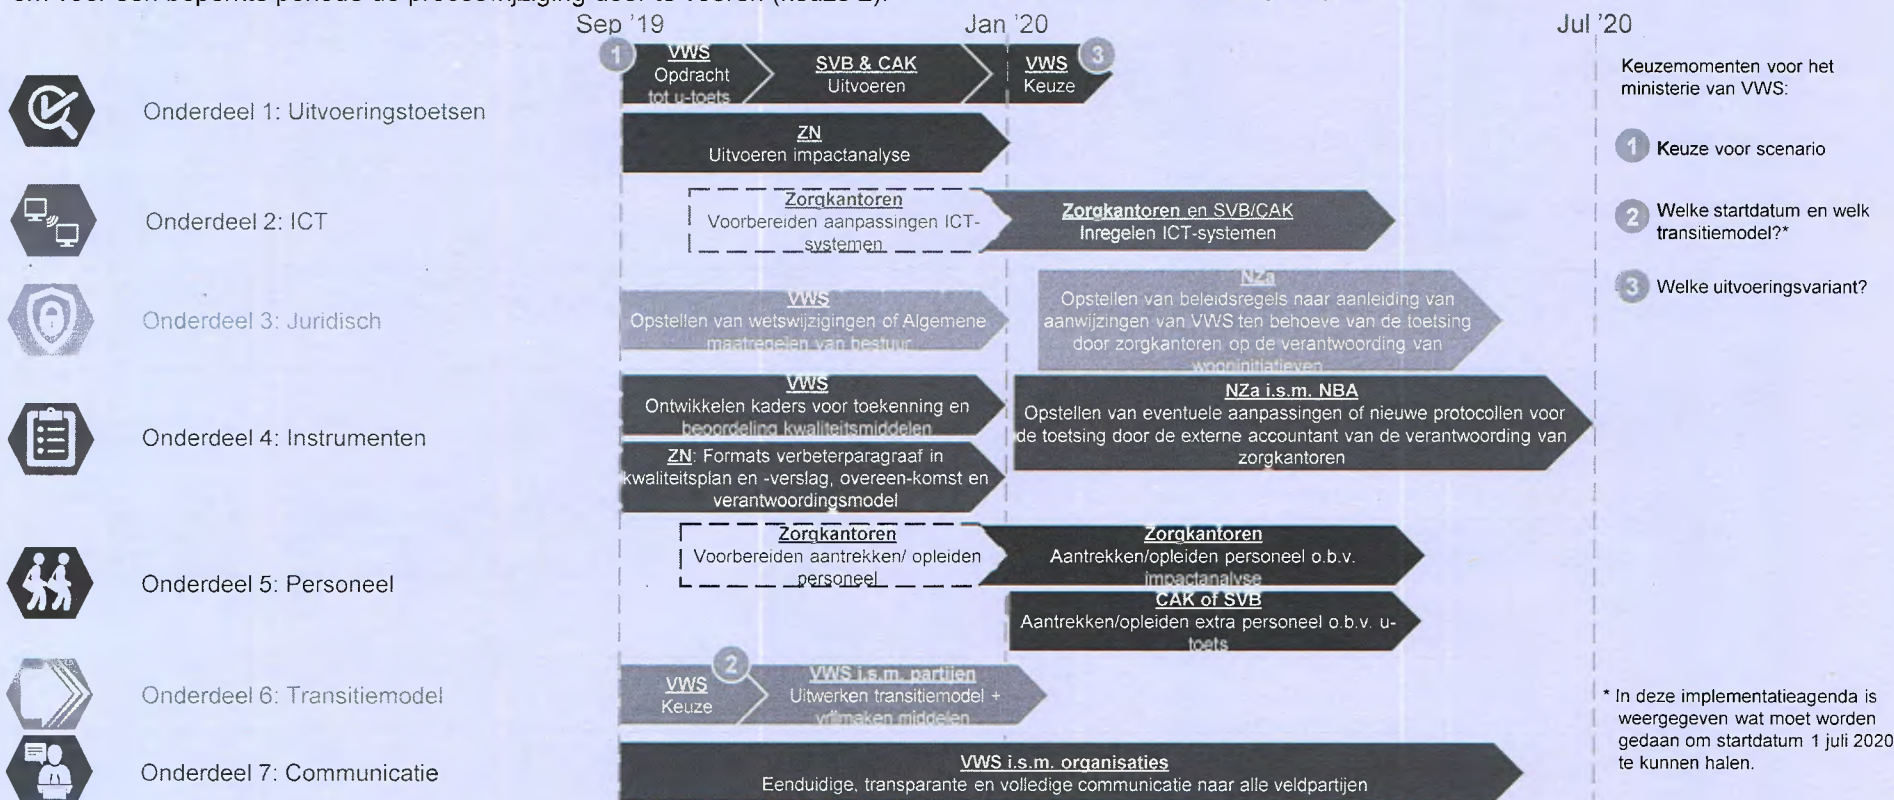 om voor een beperkte periode de proceswijziging door te voeren (keuze 2).
Sep '19
Jan '20
Jul '20
1
VWS
Opdracht
tot u-toets
SVB & CAK
Uitvoeren
VWS
Keuze
3
Onderdeel 1: Uitvoeringstoetsen
ZN
Uitvoeren impactanalyse
Onderdeel 2: ICT
Zorgkantoren
Voorbereiden aanpassingen ICT-
systemen
Zorgkantoren en SVB/CAK
Inregelen ICT-systemen
Onderdeel 3: Juridisch
VWS
Opstellen van wetswijzigingen of Algemene
maatregelen van bestuur
NZa
Opstellen van beleidsregels naar aanleiding van
aanwijzingen van VWS ten behoeve van de toetsing
door zorgkantoren op de verantwoording van
wooninitiatieven
Onderdeel 4: Instrumenten
VWS
Ontwikkelen kaders voor toekenning en
beoordeling kwaliteitsmiddelen
ZN: Formats verbeterparagraaf in
kwaliteitsplan en -verslag, overeen-komst en
verantwoordingsmodel
NZa i.s.m. NBA
Opstellen van eventuele aanpassingen of nieuwe protocollen voor
de toetsing door de externe accountant van de verantwoording van
zorgkantoren
Onderdeel 5: Personeel
Zorgkantoren
Voorbereiden aantrekken/ opleiden
personeel
Zorgkantoren
Aantrekken/opleiden personeel o.b.v.
impactanalyse
CAK of SVB
Aantrekken/opleiden extra personeel o.b.v. u-
toets
Onderdeel 6: Transitiemodel
VWS
Keuze
2
VWS i.s.m. partijen
Uitwerken transitiemodel +
vrijmaken middelen
Onderdeel 7: Communicatie
VWS i.s.m. organisaties
Eenduidige, transparante en volledige communicatie naar alle veldpartijen
Keuzemomenten voor het
ministerie van VWS:
1 Keuze voor scenario
2 Welke startdatum en welk
transitiemodel?*
3 Welke uitvoeringsvariant?
* In deze implementatieagenda is
weergegeven wat moet worden
gedaan om startdatum 1 juli 2020
te kunnen halen.